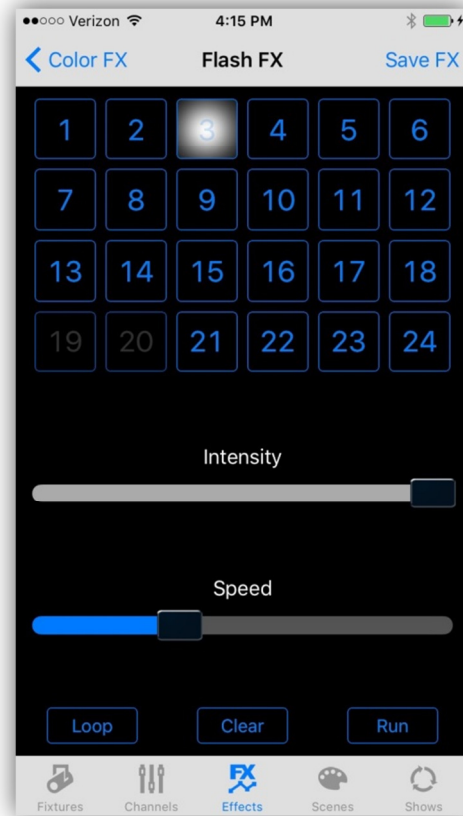 Verizon 4:15 PM
Color FX Flash FX Save FX
1 2 3 4 5 6
7 8 9 10 11 12
13 14 15 16 17 18
19 20 21 22 23 24
Intensity
Speed
Loop Clear Run
FX
Fixtures Channels Effects Scenes Shows